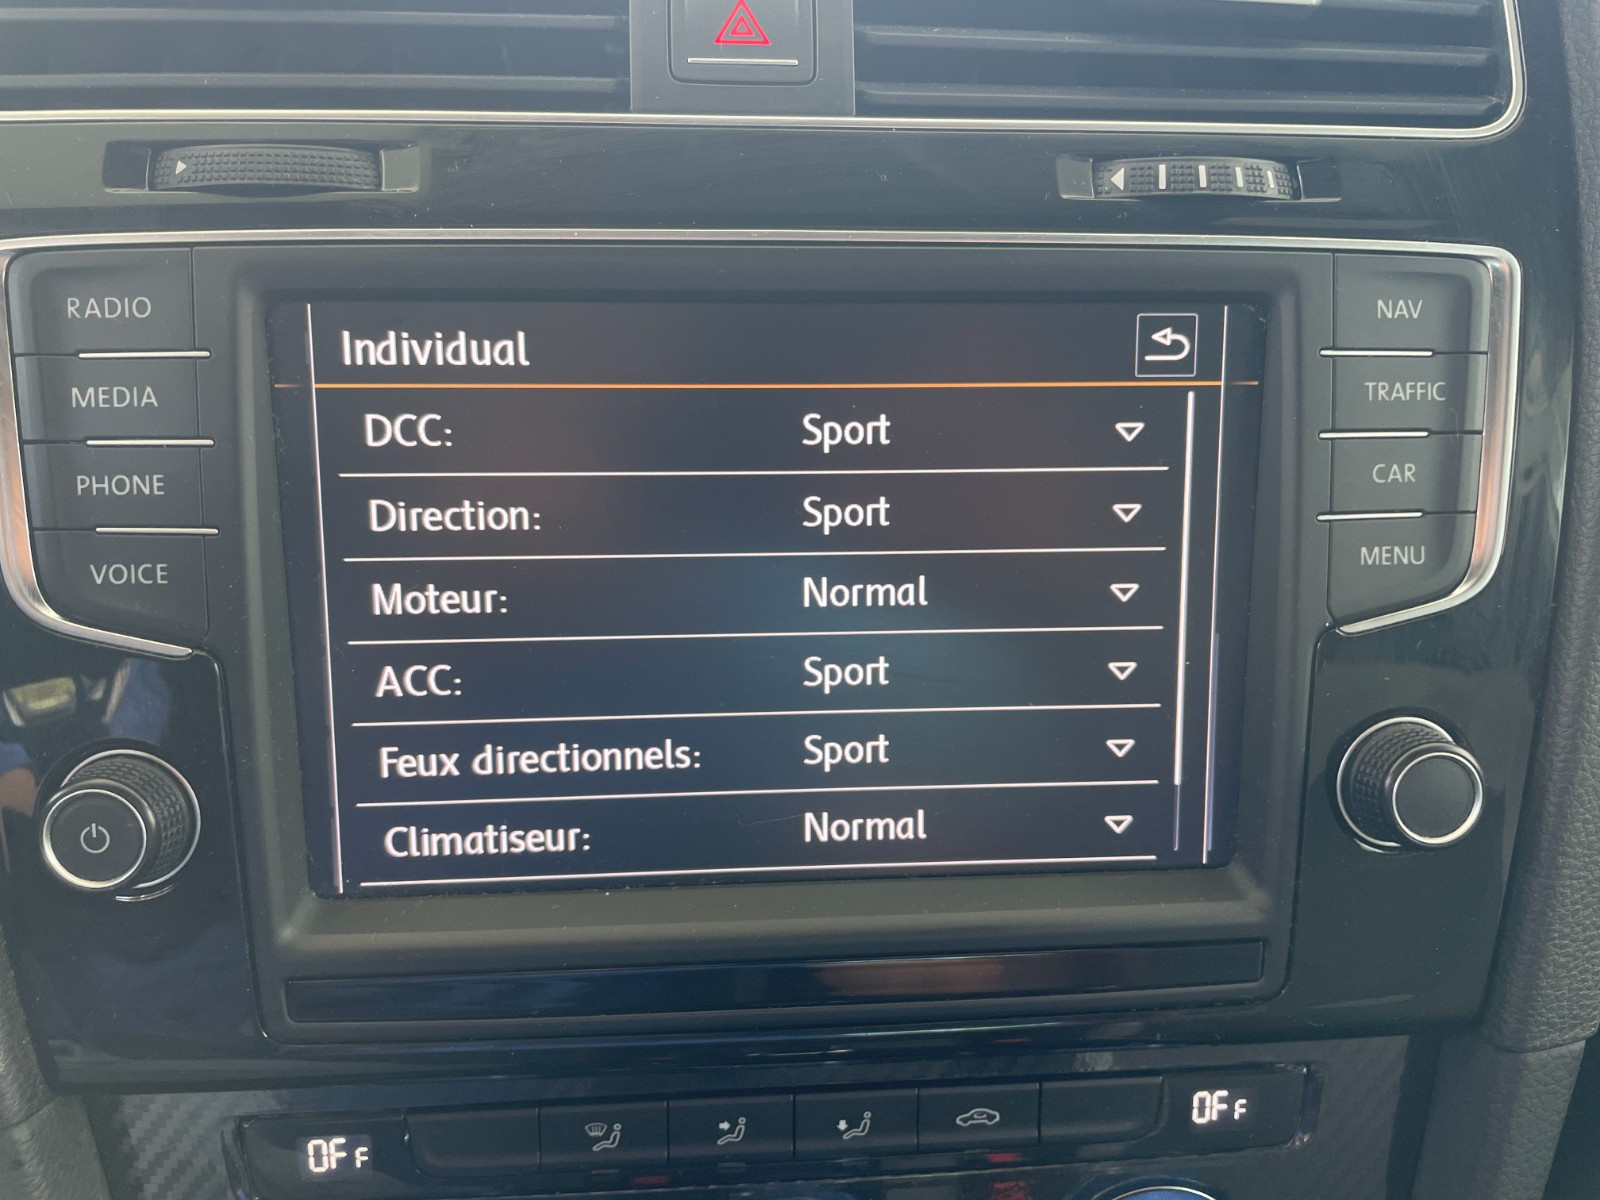 RADIO
MEDIA
PHONE
VOICE
Individual
DCC: Sport
Direction: Sport
Moteur: Normal
ACC: Sport
Feux directionnels: Sport
Climatiseur: Normal
NAV
TRAFFIC
CAR
MENU
OFF
OFF